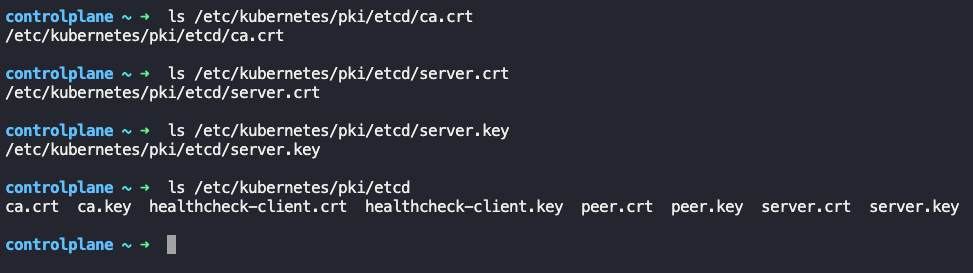 controlplane ~ ➜  ls /etc/kubernetes/pki/etcd/ca.crt
/etc/kubernetes/pki/etcd/ca.crt
controlplane ~ ➜  ls /etc/kubernetes/pki/etcd/server.crt
/etc/kubernetes/pki/etcd/server.crt
controlplane ~ ➜  ls /etc/kubernetes/pki/etcd/server.key
/etc/kubernetes/pki/etcd/server.key
controlplane ~ ➜  ls /etc/kubernetes/pki/etcd
ca.crt  ca.key  healthcheck-client.crt  healthcheck-client.key  peer.crt  peer.key  server.crt  server.key
controlplane ~ ➜